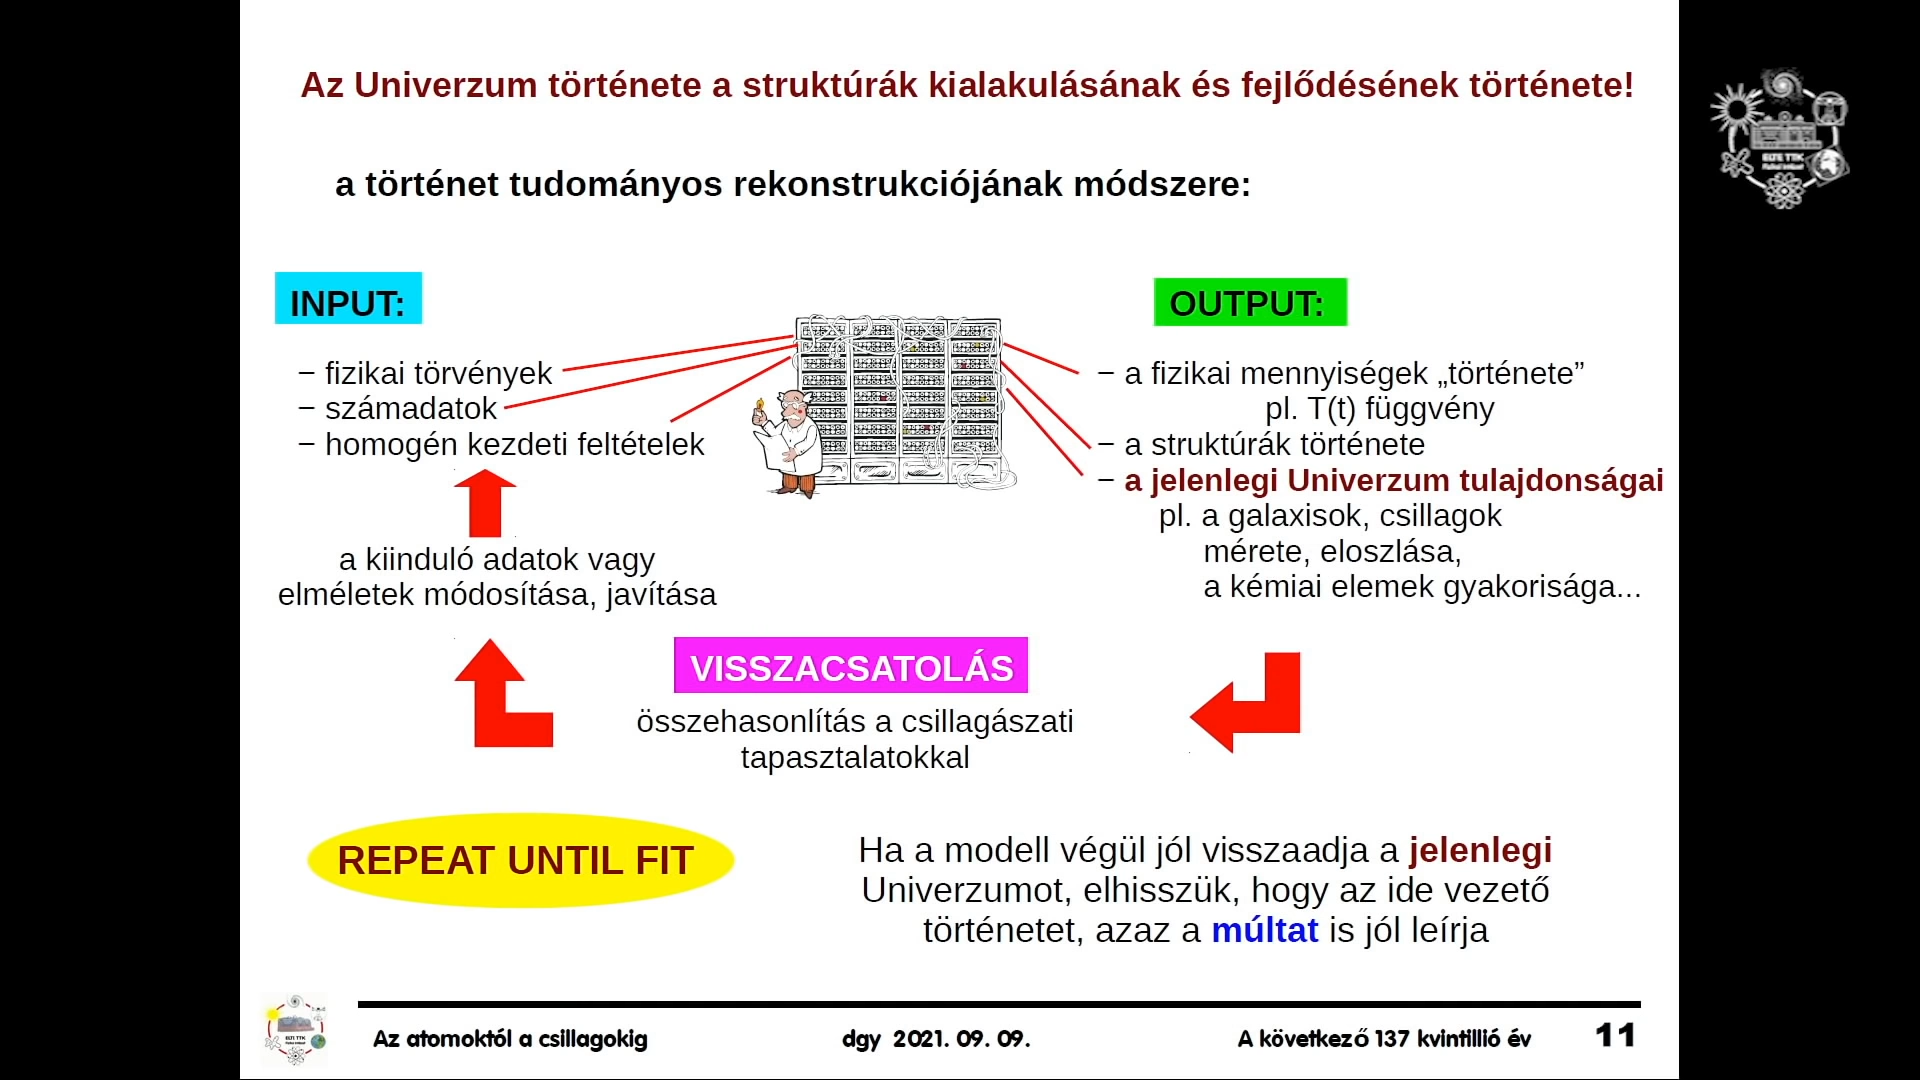 Az Univerzum története a struktúrák kialakulásának és fejlődésének története!
a történet tudományos rekonstrukciójának módszere:
INPUT:
− fizikai törvények
− számadatok
− homogén kezdeti feltételek
a kiinduló adatok vagy
elméletek módosítása, javítása
OUTPUT:
− a fizikai mennyiségek „története”
pl. T(t) függvény
− a struktúrák története
− a jelenlegi Univerzum tulajdonságai
pl. a galaxisok, csillagok
mérete, eloszlása,
a kémiai elemek gyakorisága...
VISSZACSATOLÁS
összehasonlítás a csillagászati
tapasztalatokkal
REPEAT UNTIL FIT
Ha a modell végül jól visszaadja a jelenlegi
Univerzumot, elhisszük, hogy az ide vezető
történetet, azaz a múltat is jól leírja
Az atomoktól a csillagokig
dgy 2021. 09. 09.
A következő 137 kvintillió év
11
ELTE TTK